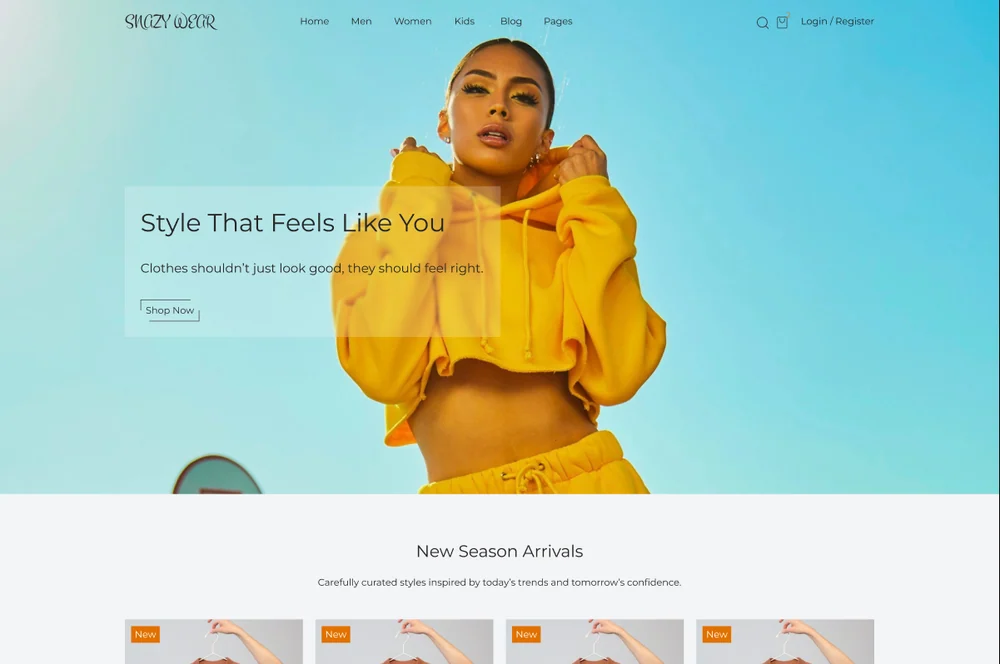 SNAZY WEAR
Home Men Women Kids Blog Pages
Login / Register
Style That Feels Like You
Clothes shouldn’t just look good, they should feel right.
Shop Now
New Season Arrivals
Carefully curated styles inspired by today’s trends and tomorrow’s confidence.
New New New New